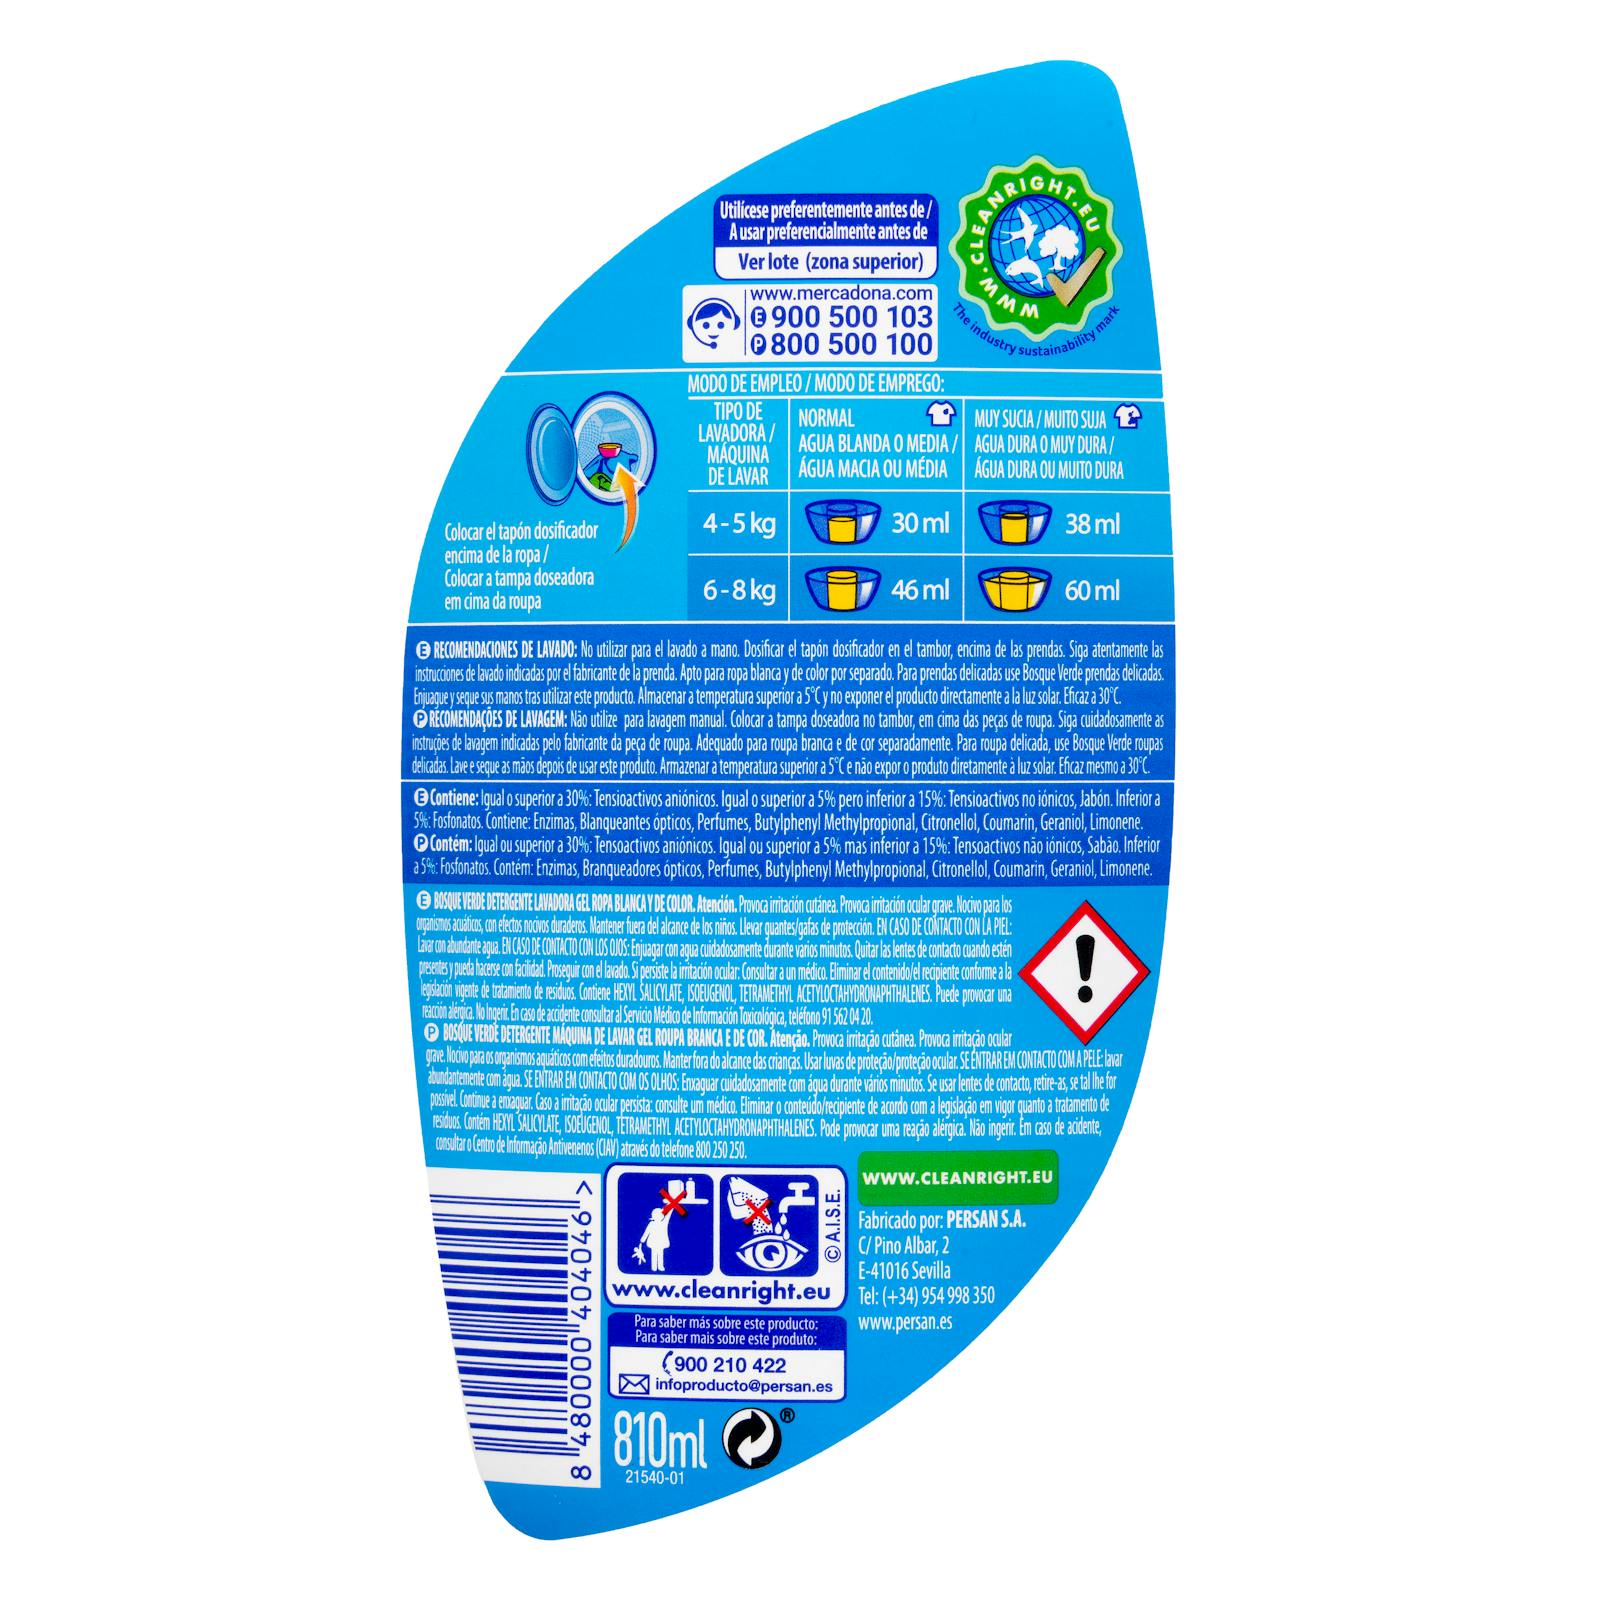 Utilícese preferentemente antes de /
A usar preferencialmente antes de
Ver lote (zona superior)
www.mercadona.com
E 900 500 103
P 800 500 100
WWW.CLEANRIGHT.EU
The industry sustainability mark
MODO DE EMPLEO / MODO DE EMPREGO:
TIPO DE
LAVADORA /
MÁQUINA
DE LAVAR
NORMAL
AGUA BLANDA O MEDIA /
ÁGUA MACIA OU MÉDIA
MUY SUCIA / MUITO SUJA
AGUA DURA O MUY DURA /
ÁGUA DURA OU MUITO DURA
4-5 kg 30 ml 38 ml
6-8 kg 46 ml 60 ml
Colocar el tapón dosificador
encima de la ropa /
Colocar a tampa doseadora
em cima da roupa
E RECOMENDACIONES DE LAVADO: No utilizar para el lavado a mano. Dosificar el tapón dosificador en el tambor, encima de las prendas. Siga atentamente las
instrucciones de lavado indicadas por el fabricante de la prenda. Apto para ropa blanca y de color por separado. Para prendas delicadas use Bosque Verde prendas delicadas.
Enjuague y seque sus manos tras utilizar este producto. Almacenar a temperatura superior a 5°C y no exponer el producto directamente a la luz solar. Eficaz a 30°C.
P RECOMENDAÇÕES DE LAVAGEM: Não utilize para lavagem manual. Colocar a tampa doseadora no tambor, em cima das peças de roupa. Siga cuidadosamente as
instruções de lavagem indicadas pelo fabricante da peça de roupa. Adequado para roupa branca e de cor separadamente. Para roupa delicada, use Bosque Verde roupas
delicadas. Lave e seque as mãos depois de usar este produto. Armazenar a temperatura superior a 5°C e não expor o produto directamente à luz solar. Eficaz mesmo a 30°C.
E Contiene: Igual o superior a 30%: Tensioactivos aniónicos. Igual o superior a 5% pero inferior a 15%: Tensioactivos no iónicos, Jabón. Inferior a
5%: Fosfonatos. Contiene: Enzimas, Blanqueantes ópticos, Perfumes, Butylphenyl Methylpropional, Citronellol, Coumarin, Geraniol, Limonene.
P Contém: Igual ou superior a 30%: Tensoactivos aniónicos. Igual ou superior a 5% mas inferior a 15%: Tensoactivos não iónicos, Sabão. Inferior
a 5%: Fosfonatos. Contém: Enzimas, Branqueadores ópticos, Perfumes, Butylphenyl Methylpropional, Citronellol, Coumarin, Geraniol, Limonene.
E BOSQUE VERDE DETERGENTE LAVADORA GEL ROPA BLANCA Y DE COLOR. Atención. Provoca irritación cutánea. Provoca irritación ocular grave. Nocivo para los
organismos acuáticos, con efectos nocivos duraderos. Mantener fuera del alcance de los niños. Llevar guantes/gafas de protección. EN CASO DE CONTACTO CON LA PIEL:
Lavar con abundante agua. EN CASO DE CONTACTO CON LOS OJOS: Enjuagar con agua cuidadosamente durante varios minutos. Quitar las lentes de contacto cuando estén
presentes y pueda hacerse con facilidad. Proseguir con el lavado. Si persiste la irritación ocular: Consultar a un médico. Eliminar el contenido/el recipiente conforme a la
legislación vigente de tratamiento de residuos. Contiene HEXYL SALICYLATE, ISOEUGENOL, TETRAMETHYL ACETYLOCTAHYDRONAPHTHALENES. Puede provocar una
reacción alérgica. No Ingerir. En caso de accidente consultar al Servicio Médico de Información Toxicológica, teléfono 91 562 04 20.
P BOSQUE VERDE DETERGENTE MÁQUINA DE LAVAR GEL ROUPA BRANCA E DE COR. Atenção. Provoca irritação cutânea. Provoca irritação ocular
grave. Nocivo para os organismos aquáticos com efeitos duradouros. Manter fora do alcance das crianças. Usar luvas de proteção/proteção ocular. SE ENTRAR EM CONTACTO COM A PELE: lavar
abundantemente com água. SE ENTRAR EM CONTACTO COM OS OLHOS: Enxaguar cuidadosamente com água durante vários minutos. Se usar lentes de contacto, retire-as, se tal lhe for
possível. Continue a enxaguar. Caso a irritação ocular persista: consulte um médico. Eliminar o conteúdo/recipiente de acordo com a legislação em vigor quanto a tratamento de
resíduos. Contém HEXYL SALICYLATE, ISOEUGENOL, TETRAMETHYL ACETYLOCTAHYDRONAPHTHALENES. Pode provocar uma reação alérgica. Não ingerir. Em caso de acidente,
consultar o Centro de Informação Antivenenos (CIAV) através do telefone 800 250 250.
8 480000 404046 >
© A.I.S.E.
www.cleanright.eu
Para saber más sobre este producto:
Para saber mais sobre este produto:
900 210 422
infoproducto@persan.es
810ml
21540-01
®
WWW.CLEANRIGHT.EU
Fabricado por: PERSAN S.A.
C/ Pino Albar, 2
E-41016 Sevilla
Tel: (+34) 954 998 350
www.persan.es